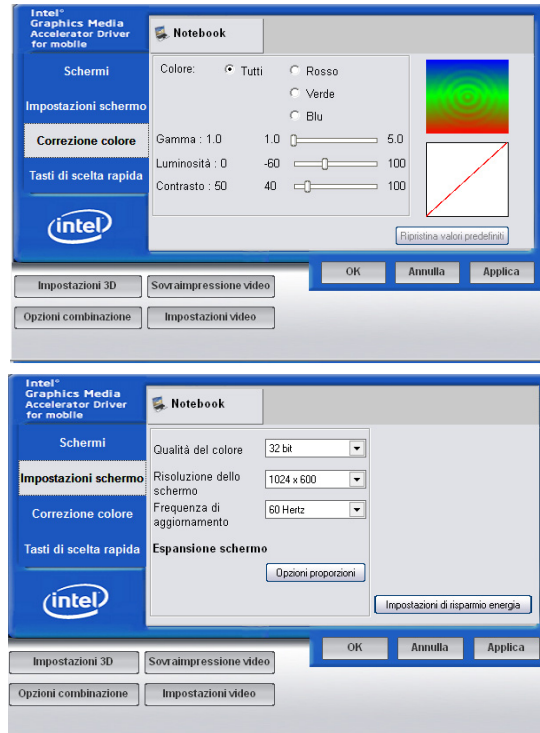 Intel®
Graphics Media
Accelerator Driver
for mobile
Notebook
Schermi
Impostazioni schermo
Correzione colore
Tasti di scelta rapida
intel
Colore: Tutti Rosso
Verde
Blu
Gamma : 1.0 1.0 5.0
Luminosità : 0 -60 100
Contrasto : 50 40 100
Ripristina valori predefiniti
OK Annulla Applica
Impostazioni 3D Sovraimpressione video
Opzioni combinazione Impostazioni video
Intel®
Graphics Media
Accelerator Driver
for mobile
Notebook
Schermi
Impostazioni schermo
Correzione colore
Tasti di scelta rapida
intel
Qualità del colore 32 bit
Risoluzione dello
schermo 1024 x 600
Frequenza di
aggiornamento 60 Hertz
Espansione schermo
Opzioni proporzioni
Impostazioni di risparmio energia
OK Annulla Applica
Impostazioni 3D Sovraimpressione video
Opzioni combinazione Impostazioni video